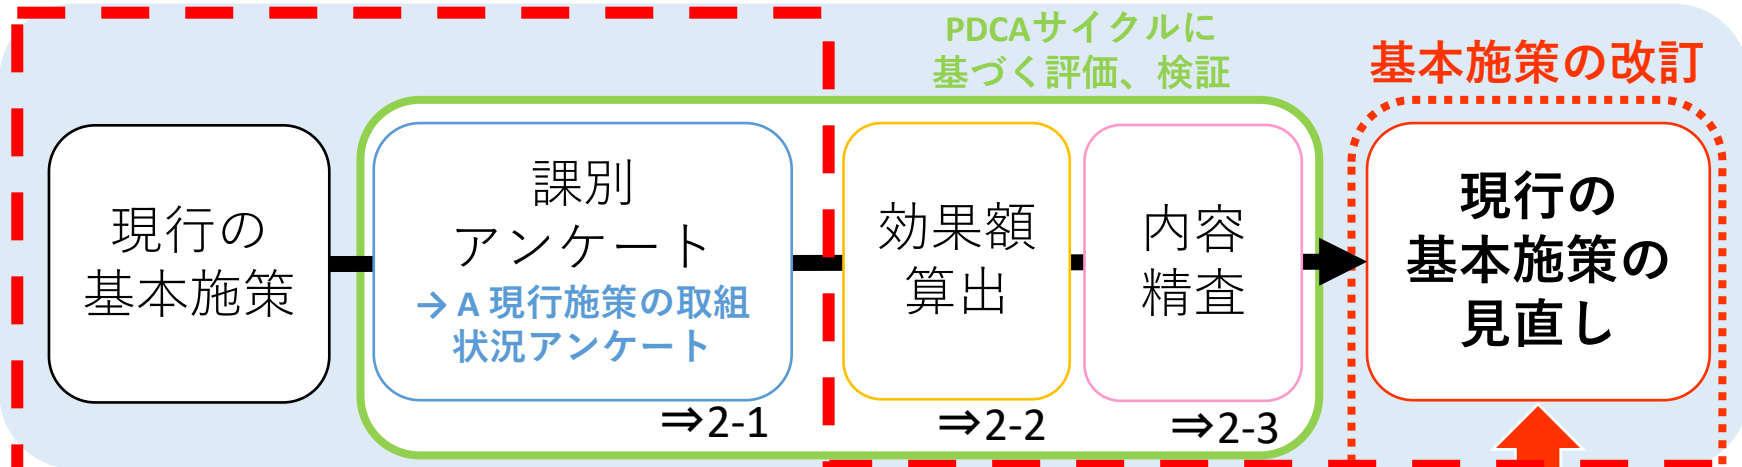 PDCAサイクルに
基づく評価、検証
基本施策の改訂
現行の
基本施策
課別
アンケート
→ A 現行施策の取組
状況アンケート
⇒2-1
効果額
算出
⇒2-2
内容
精査
⇒2-3
現行の
基本施策の
見直し